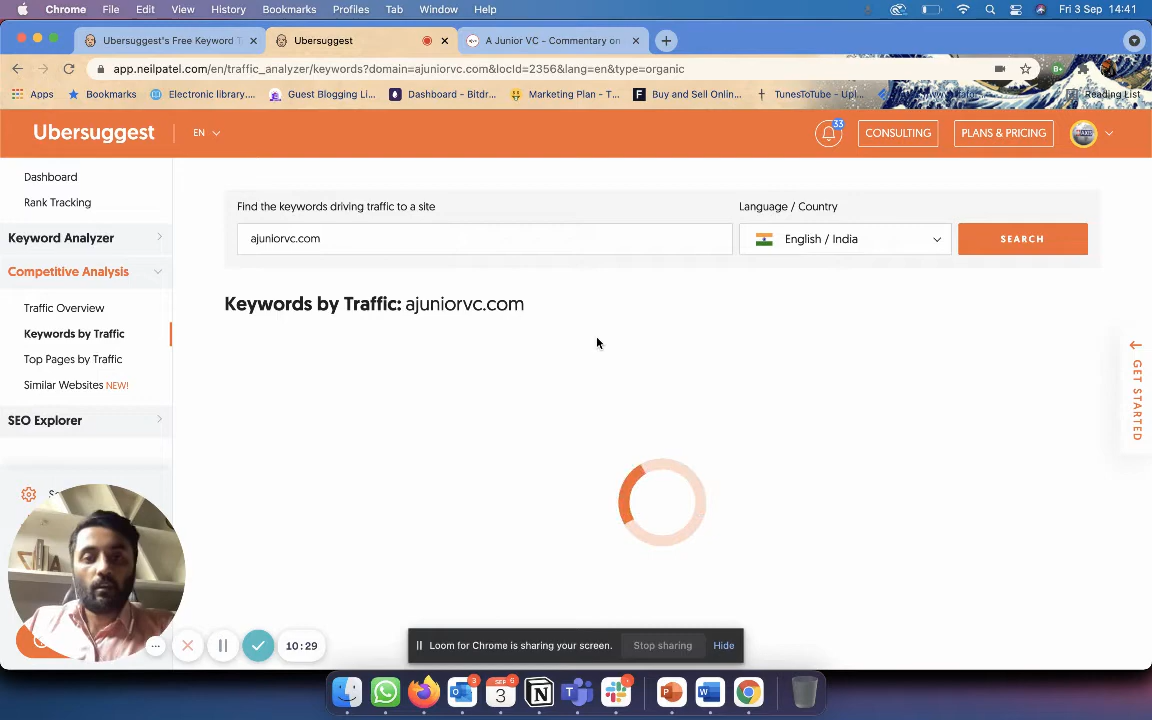 Chrome File Edit View History Bookmarks Profiles Tab Window Help Fri 3 Sep 14:41
Ubersuggest's Free Keyword T
Ubersuggest
A Junior VC - Commentary on
app.neilpatel.com/en/traffic_analyzer/keywords?domain=ajuniorvc.com&locId=2356&lang=en&type=organic
Apps Bookmarks Electronic library.... Guest Blogging Li... Dashboard - Bitdr... Marketing Plan - T... Buy and Sell Onlin... TunesToTube - Upl... Reading List
Ubersuggest EN 33 CONSULTING PLANS & PRICING
Dashboard
Rank Tracking
Keyword Analyzer
Competitive Analysis
Traffic Overview
Keywords by Traffic
Top Pages by Traffic
Similar Websites NEW!
SEO Explorer
Find the keywords driving traffic to a site
Language / Country
ajuniorvc.com
English / India
SEARCH
Keywords by Traffic: ajuniorvc.com
GET STARTED
10:29
Loom for Chrome is sharing your screen. Stop sharing Hide
3
SEP 6
3